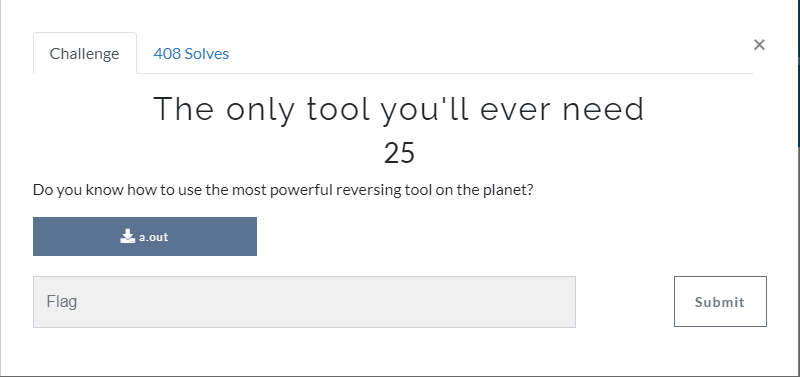 Challenge
408 Solves
×
The only tool you'll ever need
25
Do you know how to use the most powerful reversing tool on the planet?
a.out
Flag
Submit